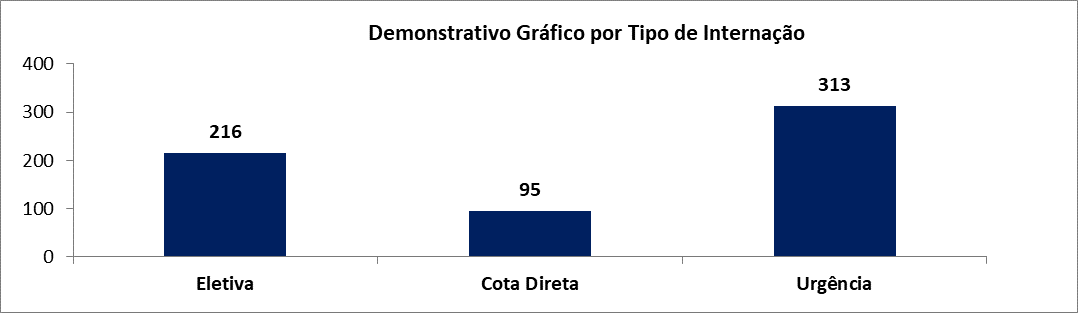 Demonstrativo Gráfico por Tipo de Internação
400
300
200
100
0
216
95
313
Eletiva
Cota Direta
Urgência